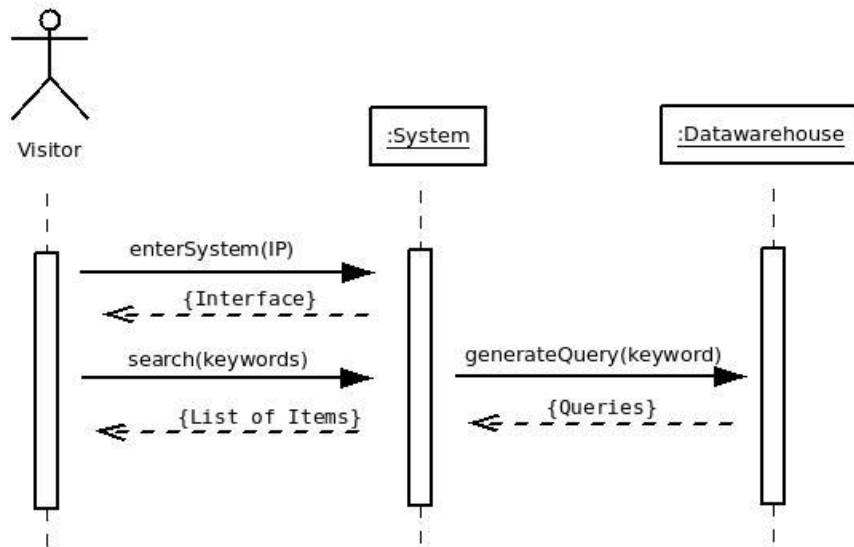 Visitor
:System
:Datawarehouse
enterSystem(IP)
{Interface}
search(keywords)
generateQuery(keyword)
{List of Items}
{Queries}